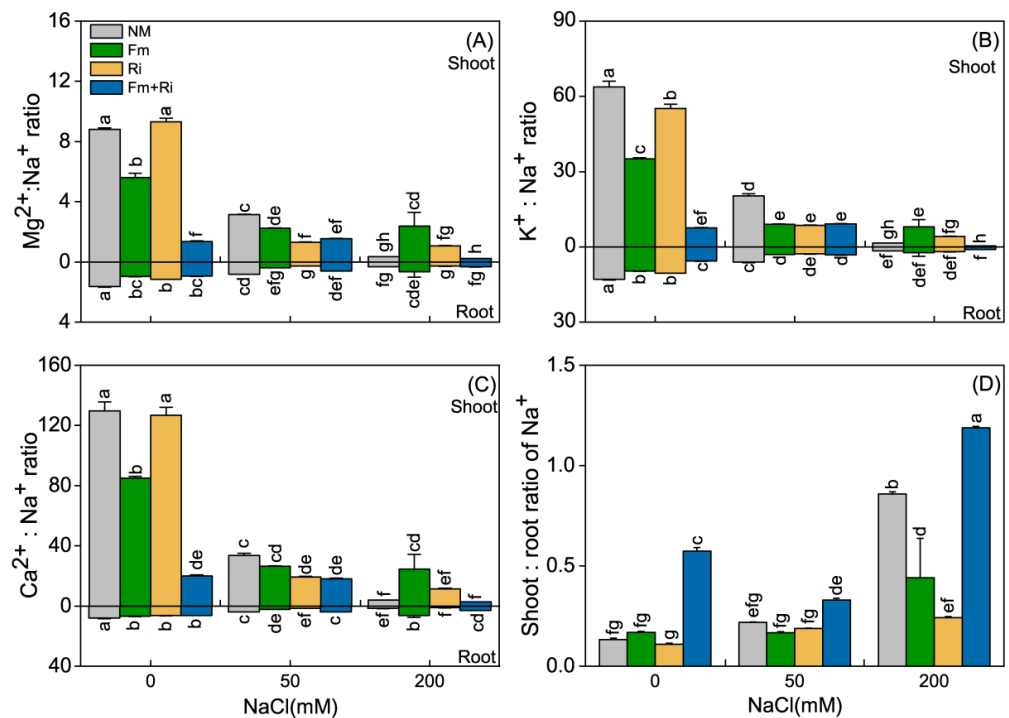 16
12
8
4
0
4
Mg²⁺:Na⁺ ratio
NM
Fm
Ri
Fm+Ri
(A)
Shoot
Root
a
b
a
f
c
de
f
ef
gh
cd
fg
h
a
bc
a
bc
cd
efg
g
def
fg
cdef
g
fg
90
60
30
0
30
K⁺ : Na⁺ ratio
(B)
Shoot
Root
a
c
b
ef
d
e
e
e
gh
e
fg
h
a
b
b
c
c
d
de
d
ef
def
def
f
160
120
80
40
0
40
Ca²⁺ : Na⁺ ratio
(C)
Shoot
Root
a
b
a
de
c
cd
de
de
f
cd
ef
f
a
b
b
b
c
de
ef
c
ef
b
f
cd
0
50
200
NaCl(mM)
1.5
1.0
0.5
0.0
Shoot : root ratio of Na⁺
(D)
fg
fg
g
c
ef
fg
fg
de
b
d
ef
a
0
50
200
NaCl(mM)